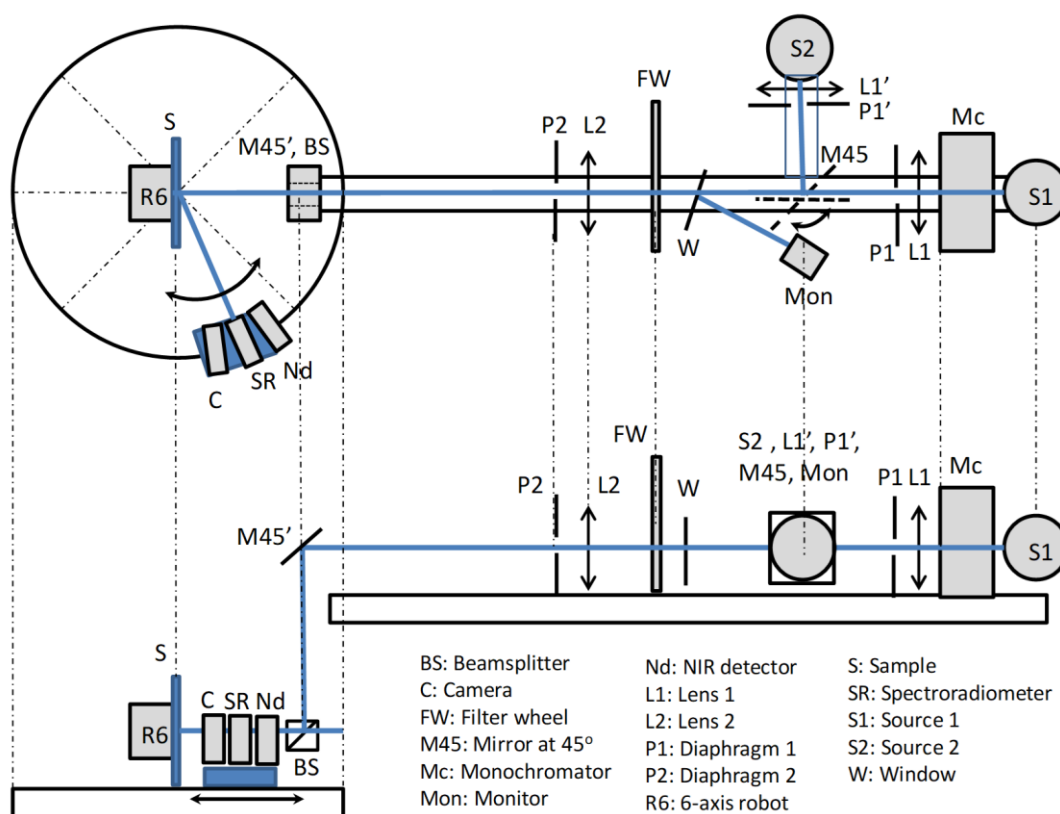 S2
FW
L1’
P1’
Mc
S
P2 L2
M45’, BS
M45
R6
S1
W
P1 L1
Mon
Nd
SR
C
FW
S2 , L1’, P1’,
M45, Mon
Mc
P2 L2
W
P1 L1
M45’
S1
S
C SR Nd
R6
BS
BS: Beamsplitter
C: Camera
FW: Filter wheel
M45: Mirror at 45°
Mc: Monochromator
Mon: Monitor
Nd: NIR detector
L1: Lens 1
L2: Lens 2
P1: Diaphragm 1
P2: Diaphragm 2
R6: 6-axis robot
S: Sample
SR: Spectroradiometer
S1: Source 1
S2: Source 2
W: Window